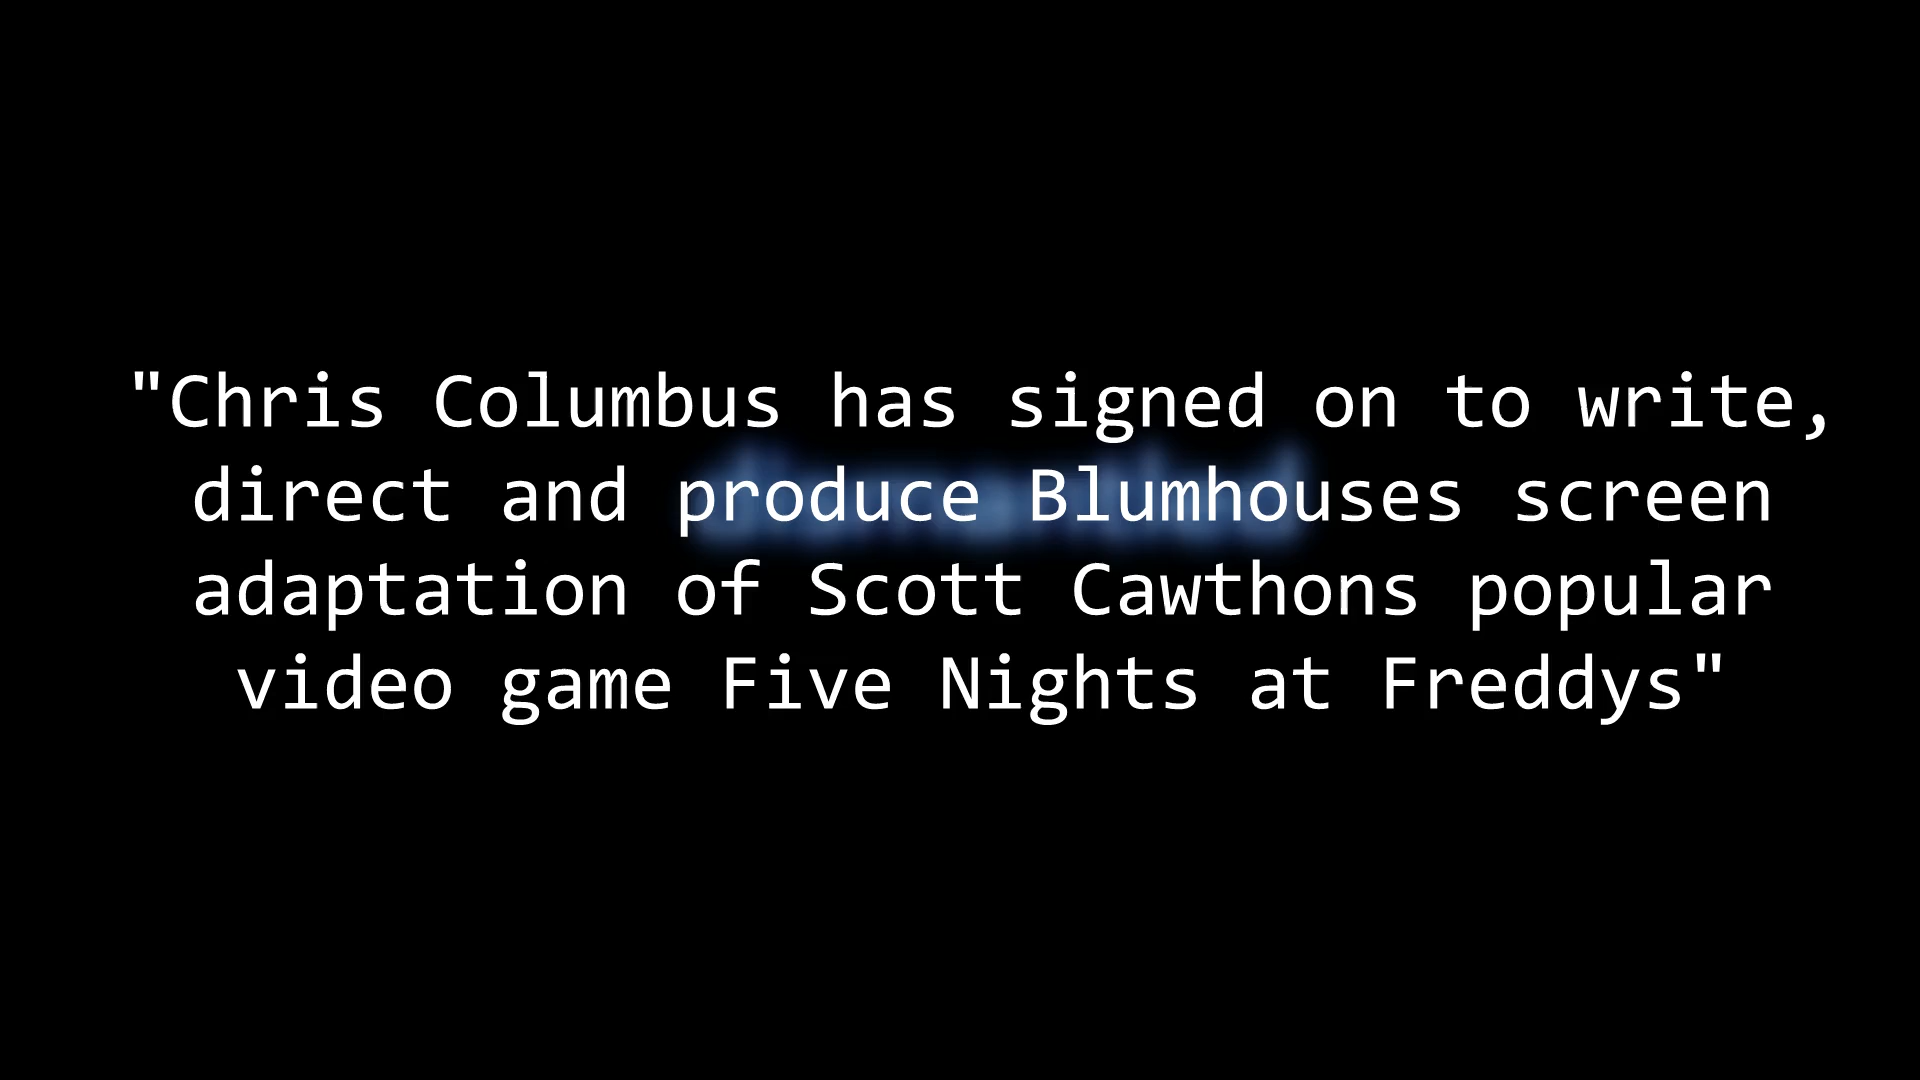 "Chris Columbus has signed on to write,
direct and produce Blumhouses screen
adaptation of Scott Cawthons popular
video game Five Nights at Freddys"